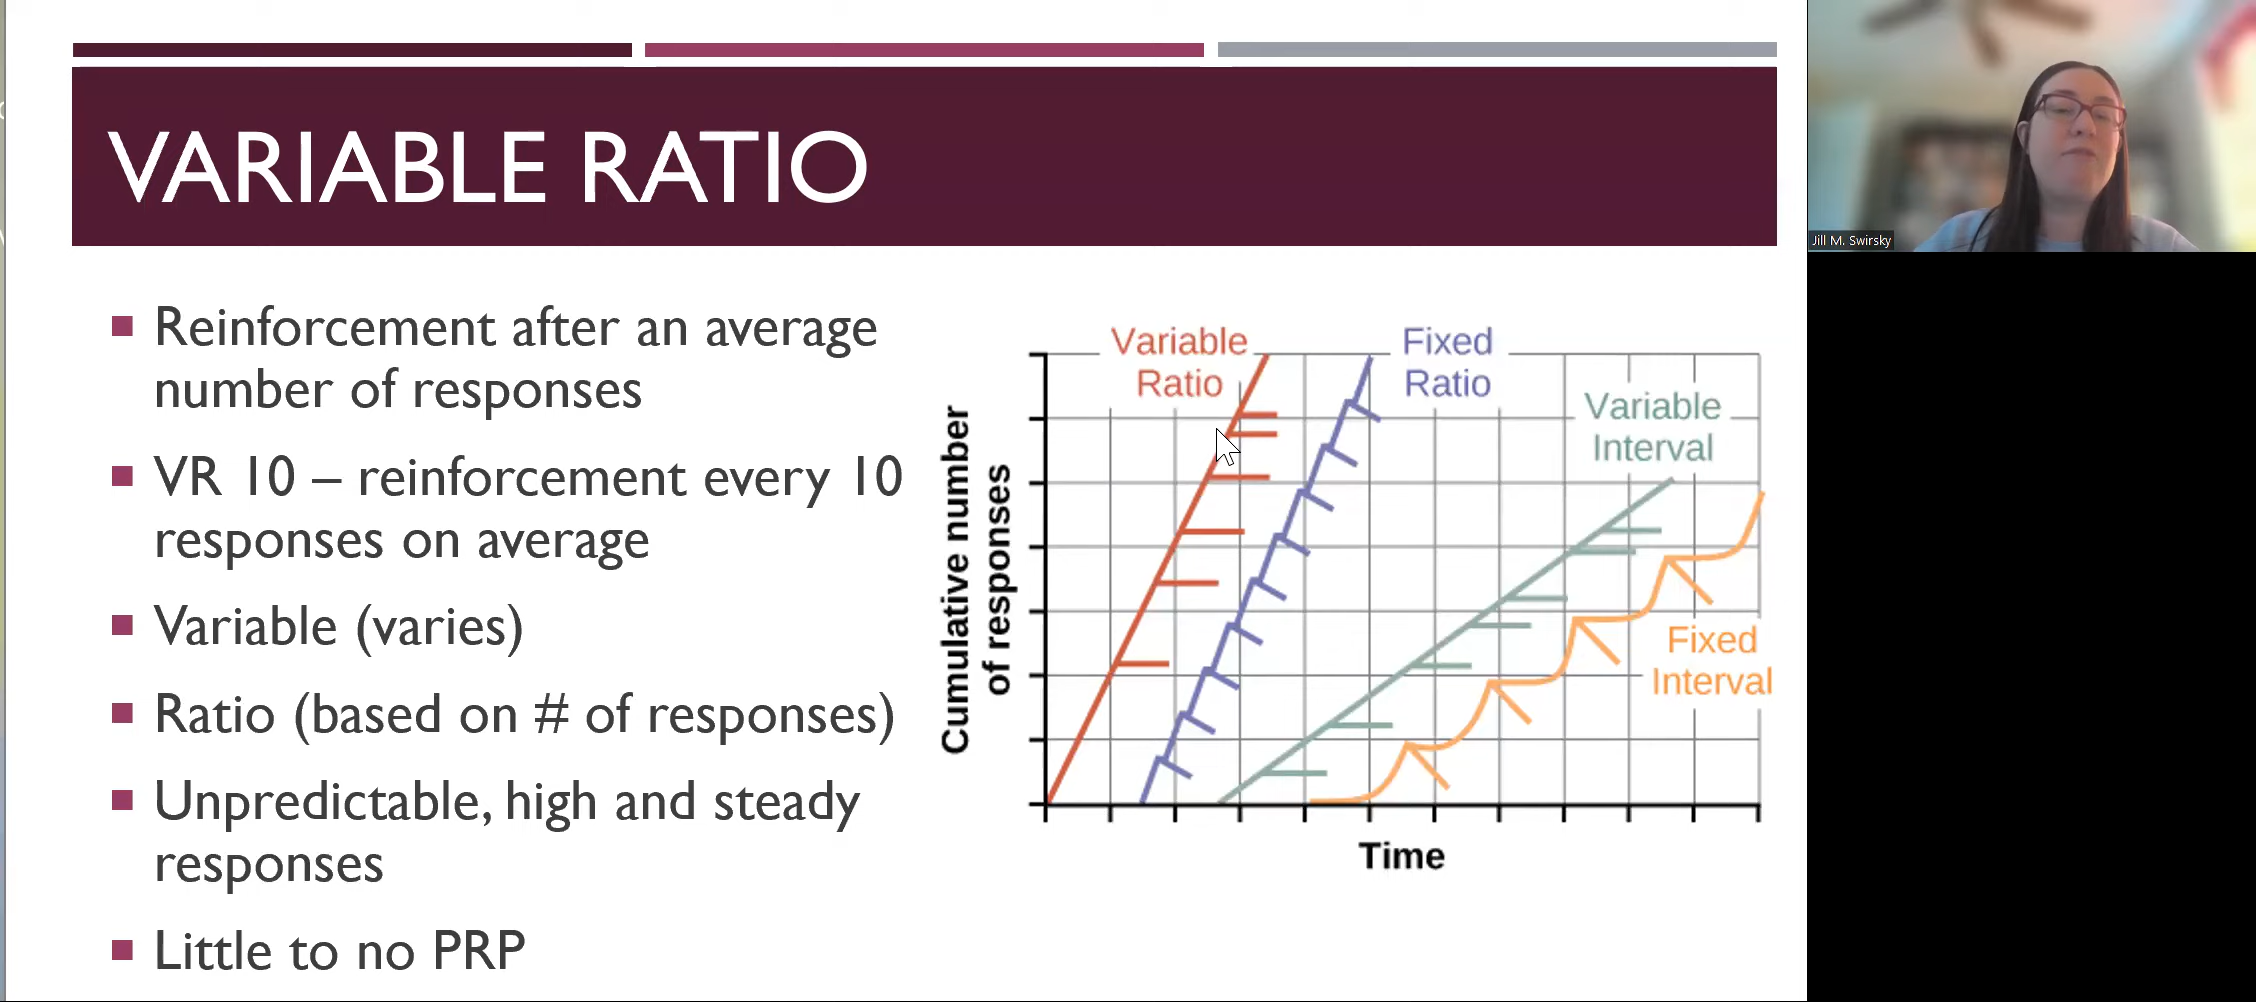 VARIABLE RATIO
Reinforcement after an average
number of responses
VR 10 – reinforcement every 10
responses on average
Variable (varies)
Ratio (based on # of responses)
Unpredictable, high and steady
responses
Little to no PRP
Variable
Ratio
Fixed
Ratio
Variable
Interval
Fixed
Interval
Cumulative number
of responses
Time
Jill M. Swirsky